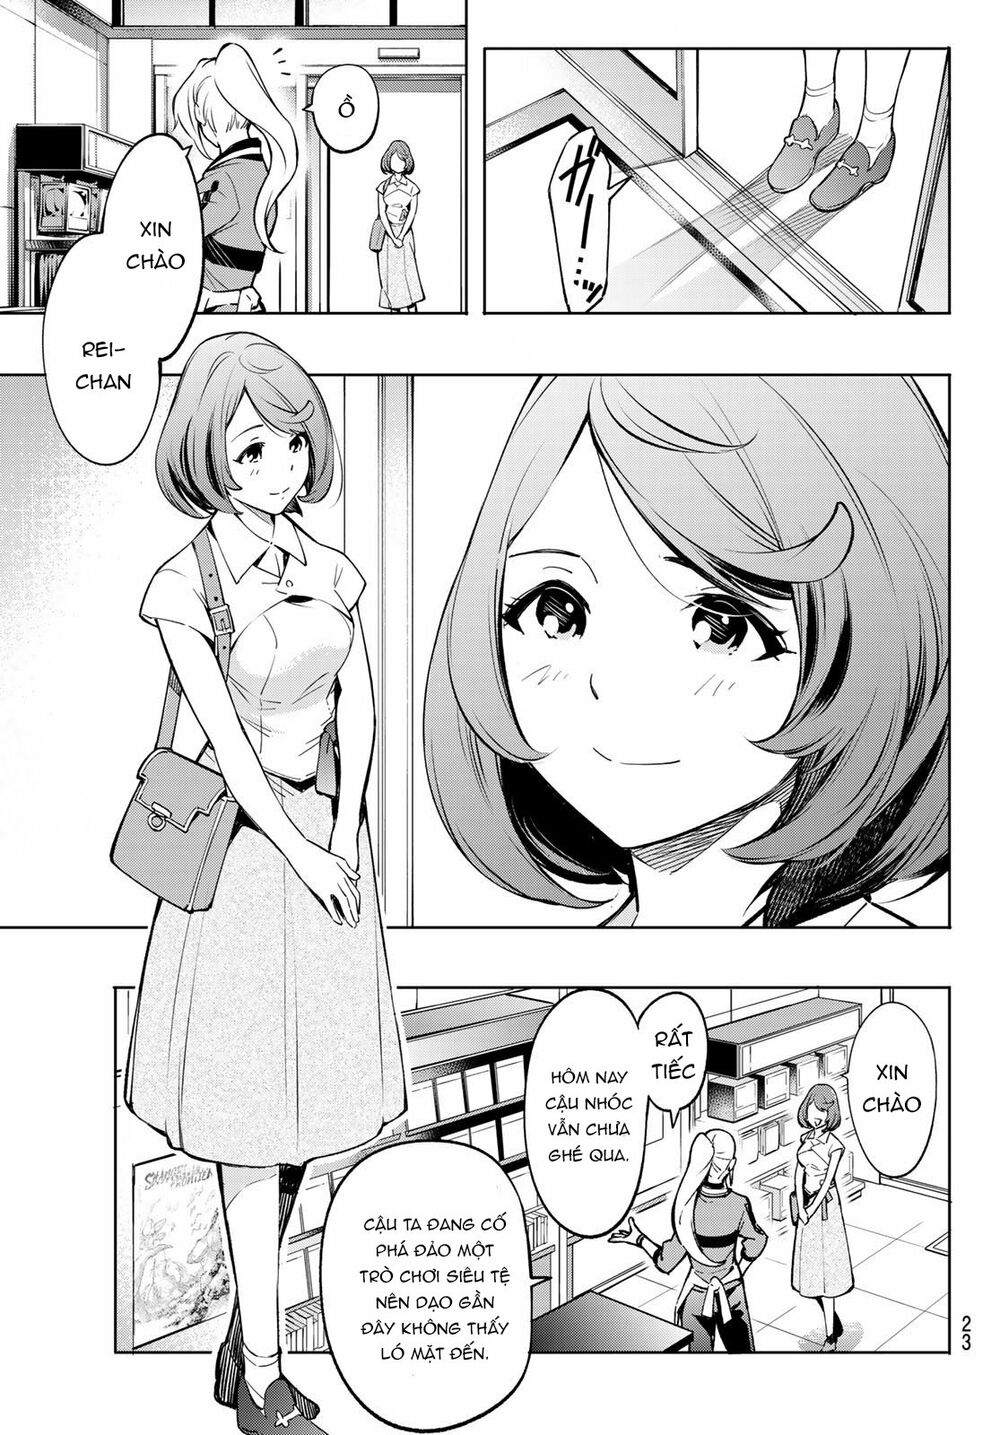 Ồ
XIN
CHÀO
REI-
CHAN
XIN
CHÀO
RẤT
TIẾC
HÔM NAY
CẬU NHÓC
VẪN CHƯA
GHÉ QUA.
CẬU TA ĐANG CỐ
PHÁ ĐẢO MỘT
TRÒ CHƠI SIÊU TỆ
NÊN DẠO GẦN
ĐÂY KHÔNG THẤY
LÓ MẶT ĐẾN.
23